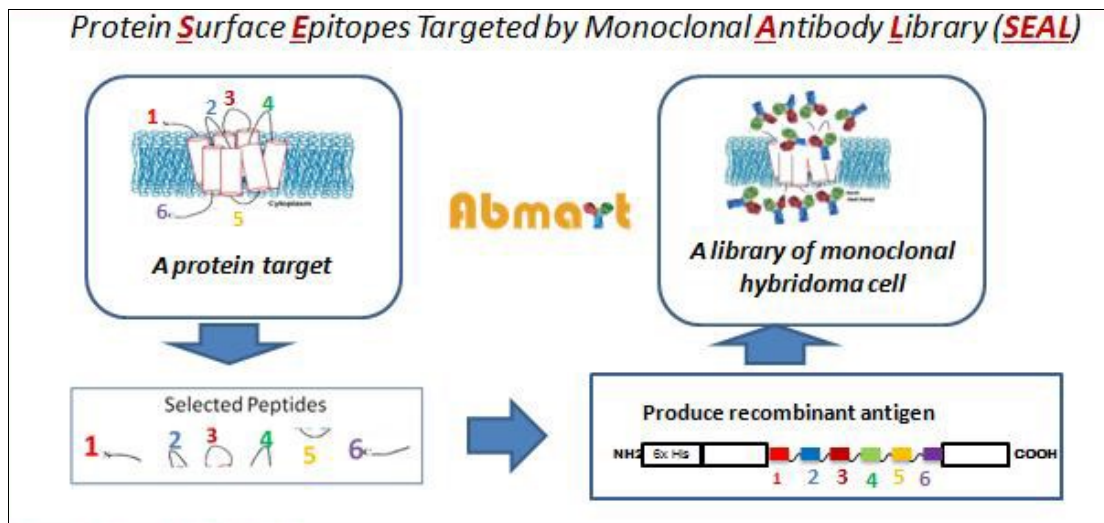 Protein Surface Epitopes Targeted by Monoclonal Antibody Library (SEAL)
1 2 3 4
6
5
Cytoplasm
A protein target
Abmart
A library of monoclonal
hybridoma cell
Selected Peptides
1 2 3 4 5 6
Produce recombinant antigen
NH2 6x His COOH
1 2 3 4 5 6